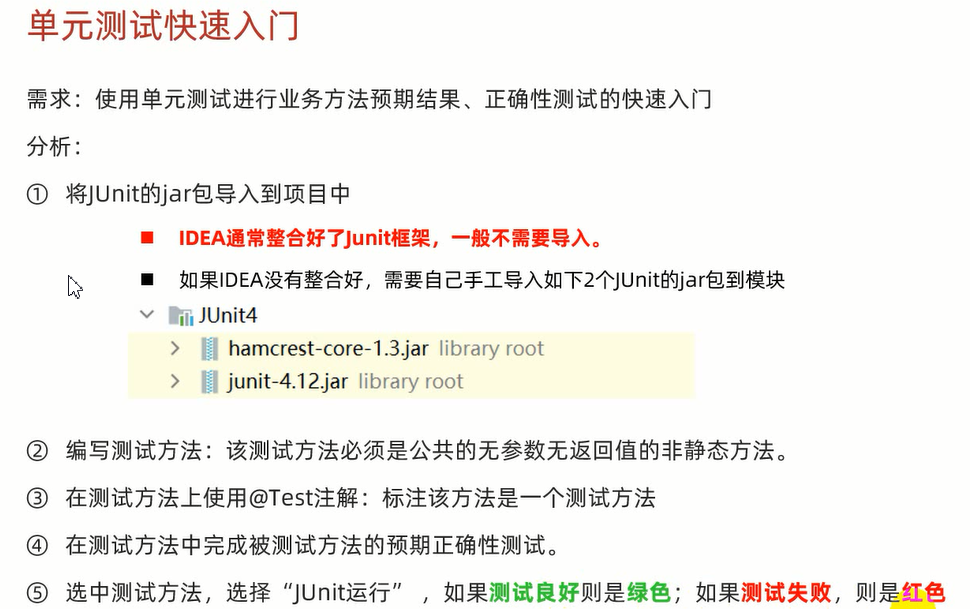 单元测试快速入门
需求：使用单元测试进行业务方法预期结果、正确性测试的快速入门
分析：
① 将JUnit的jar包导入到项目中
■ IDEA通常整合好了Junit框架，一般不需要导入。
■ 如果IDEA没有整合好，需要自己手工导入如下2个JUnit的jar包到模块
JUnit4
hamcrest-core-1.3.jar library root
junit-4.12.jar library root
② 编写测试方法：该测试方法必须是公共的无参数无返回值的非静态方法。
③ 在测试方法上使用@Test注解：标注该方法是一个测试方法
④ 在测试方法中完成被测试方法的预期正确性测试。
⑤ 选中测试方法，选择“JUnit运行” ，如果测试良好则是绿色；如果测试失败，则是红色